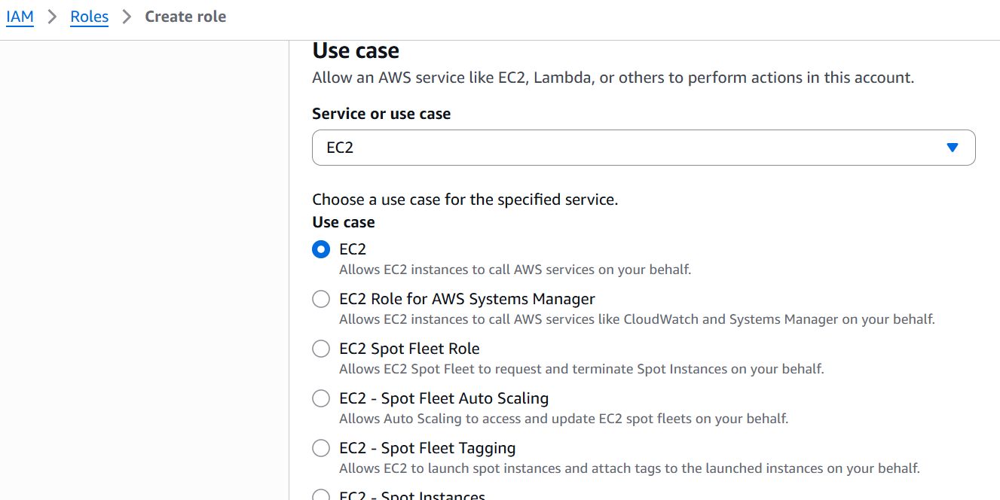 IAM > Roles > Create role
Use case
Allow an AWS service like EC2, Lambda, or others to perform actions in this account.
Service or use case
EC2
Choose a use case for the specified service.
Use case
EC2
Allows EC2 instances to call AWS services on your behalf.
EC2 Role for AWS Systems Manager
Allows EC2 instances to call AWS services like CloudWatch and Systems Manager on your behalf.
EC2 Spot Fleet Role
Allows EC2 Spot Fleet to request and terminate Spot Instances on your behalf.
EC2 - Spot Fleet Auto Scaling
Allows Auto Scaling to access and update EC2 spot fleets on your behalf.
EC2 - Spot Fleet Tagging
Allows EC2 to launch spot instances and attach tags to the launched instances on your behalf.
EC2 - Spot Instances